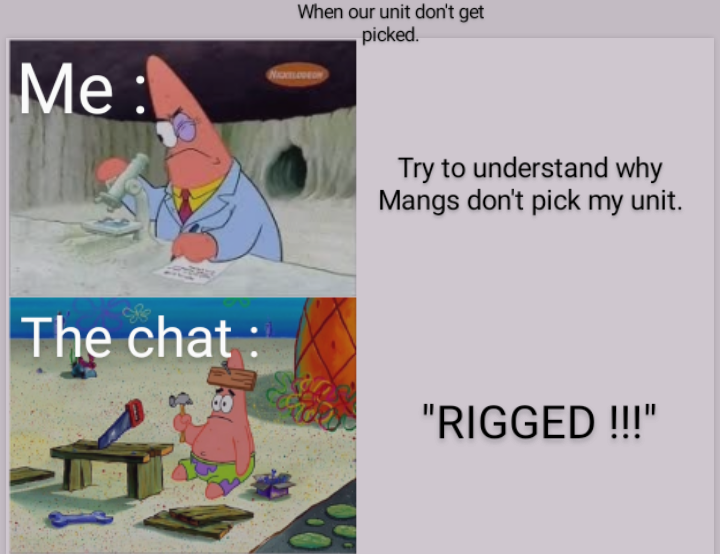 When our unit don't get
picked.
Me :
NICKELODEON
Try to understand why
Mangs don't pick my unit.
The chat :
"RIGGED !!!"